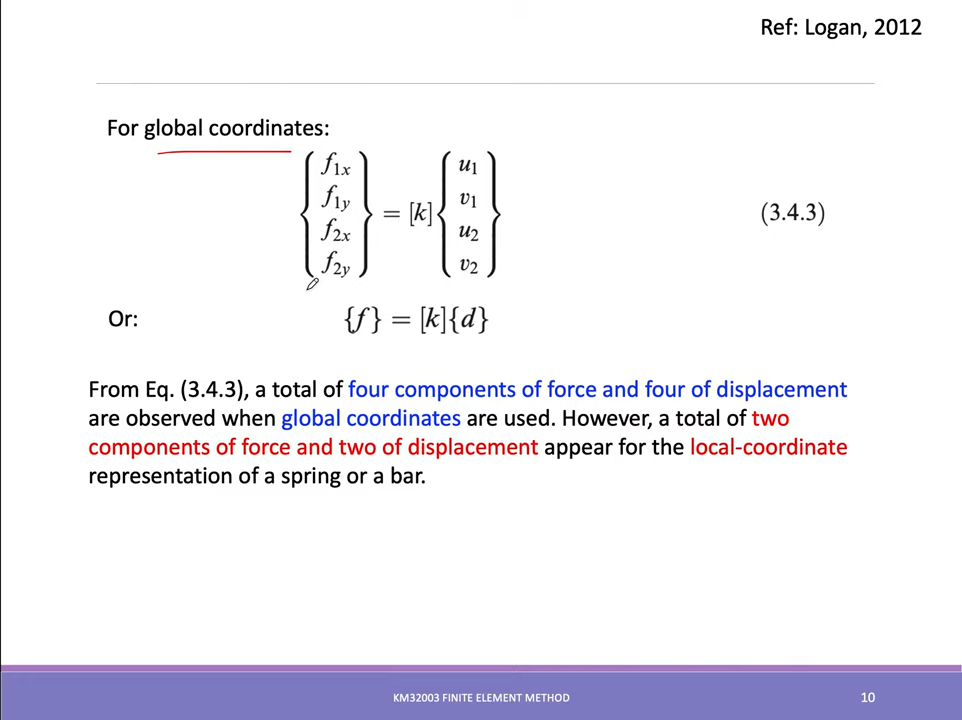 Ref: Logan, 2012
For global coordinates:
{ f1x f1y f2x f2y } = [k] { u1 v1 u2 v2 } (3.4.3)
Or: {f} = [k]{d}
From Eq. (3.4.3), a total of four components of force and four of displacement
are observed when global coordinates are used. However, a total of two
components of force and two of displacement appear for the local-coordinate
representation of a spring or a bar.
KM32003 FINITE ELEMENT METHOD 10